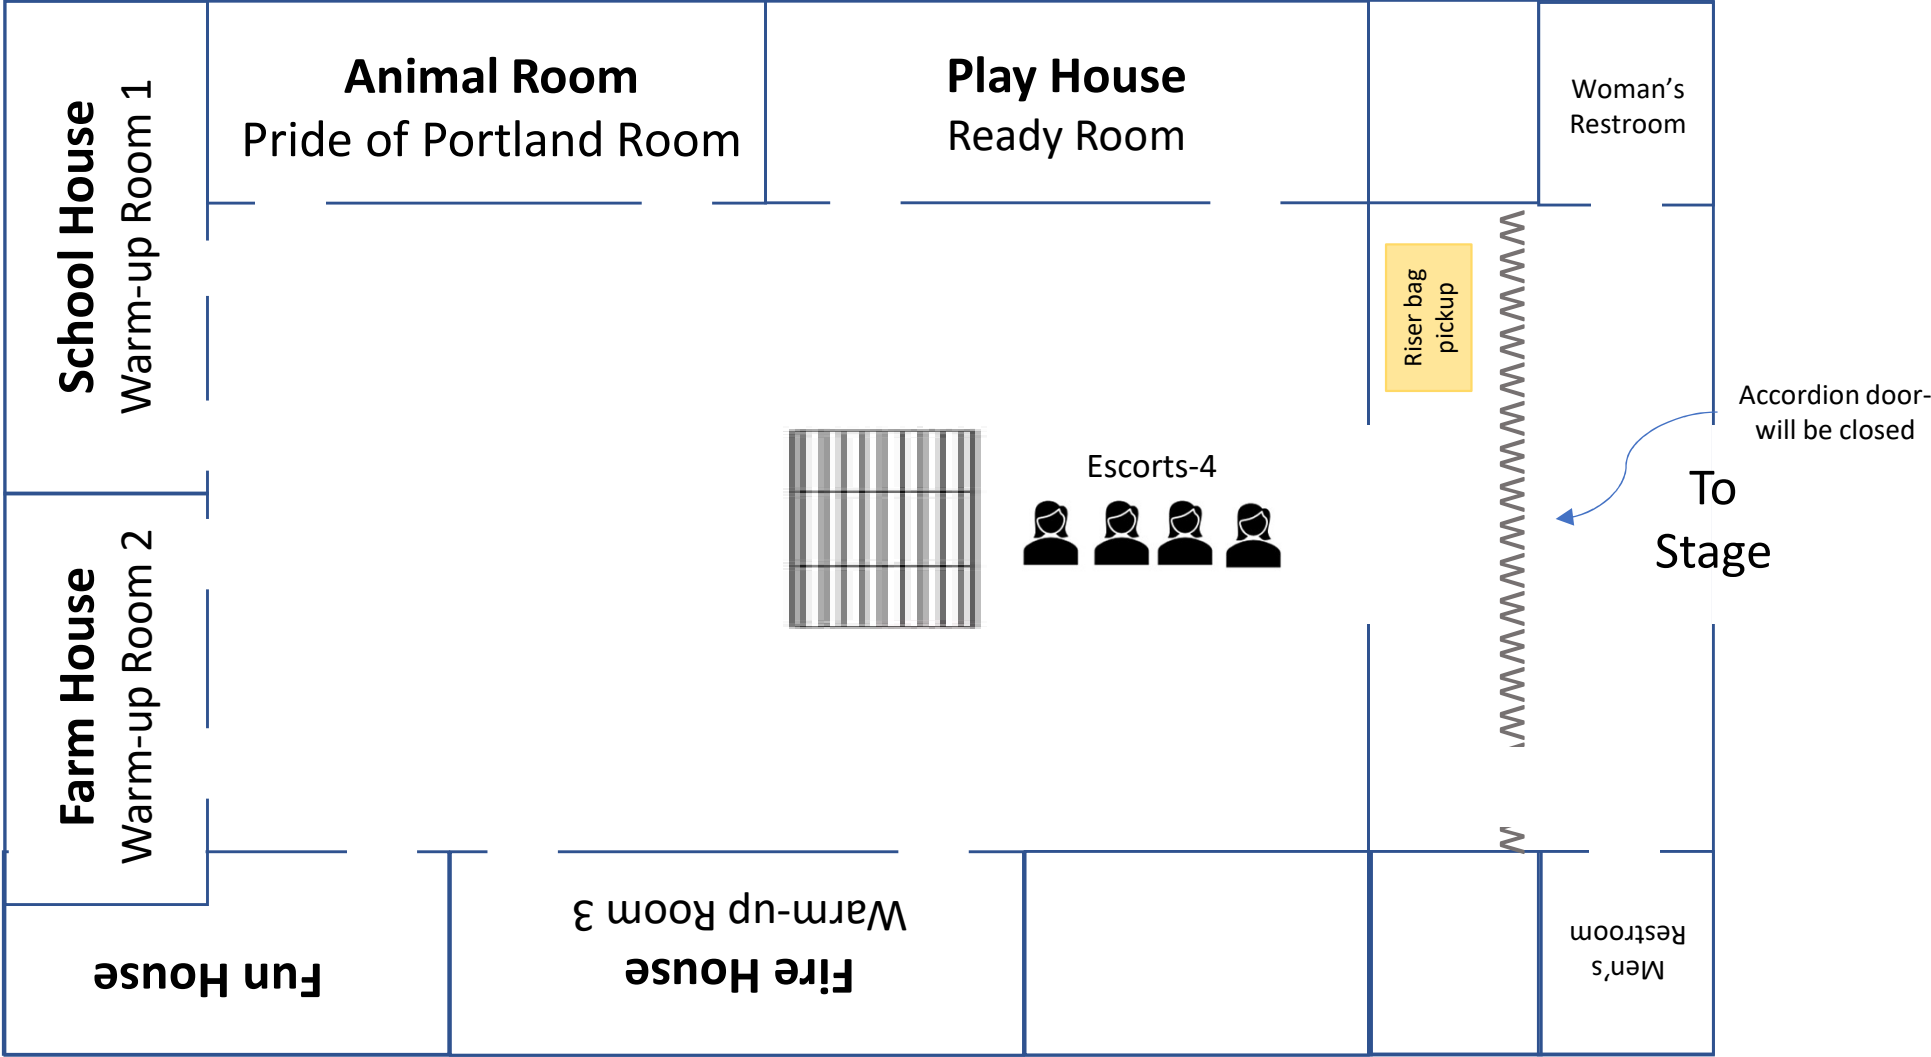 School House
Warm-up Room 1
Animal Room
Pride of Portland Room
Play House
Ready Room
Woman's
Restroom
Riser bag
pickup
Accordion door-
will be closed
Escorts-4
To
Stage
Farm House
Warm-up Room 2
Fun House
Fire House
Warm-up Room 3
Men's
Restroom